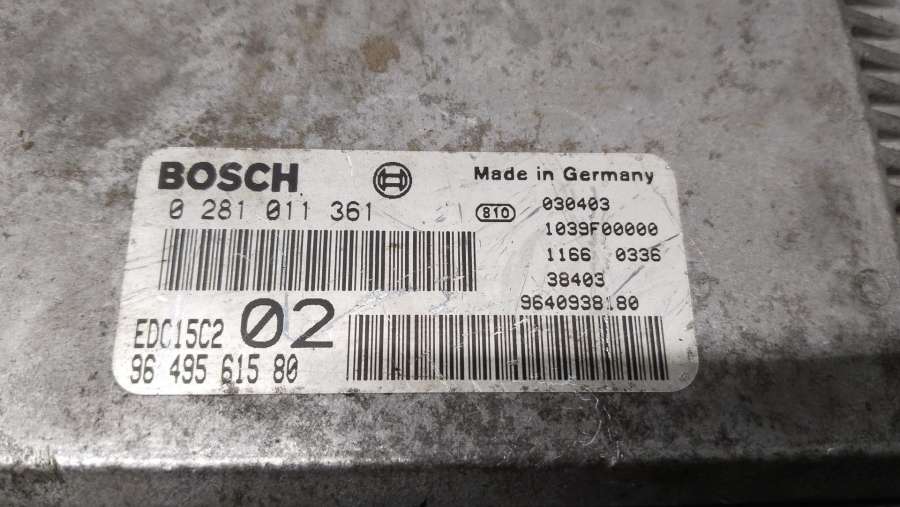 BOSCH
Made in Germany
0 281 011 361
810
030403
1039F00000
1166 0336
38403
9640938180
EDC15C2 02
96 495 615 80